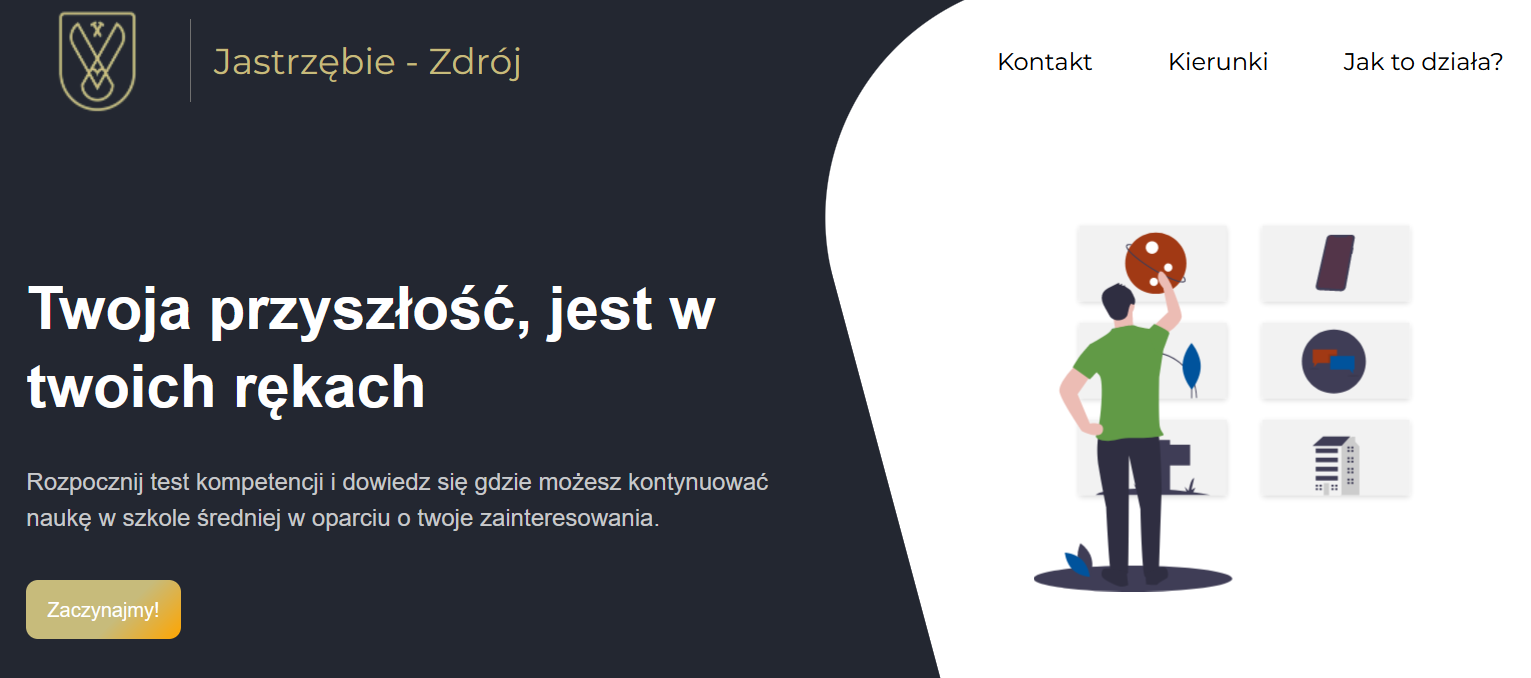 Jastrzębie - Zdrój
Kontakt
Kierunki
Jak to działa?
Twoja przyszłość, jest w
twoich rękach
Rozpocznij test kompetencji i dowiedz się gdzie możesz kontynuować
naukę w szkole średniej w oparciu o twoje zainteresowania.
Zaczynajmy!